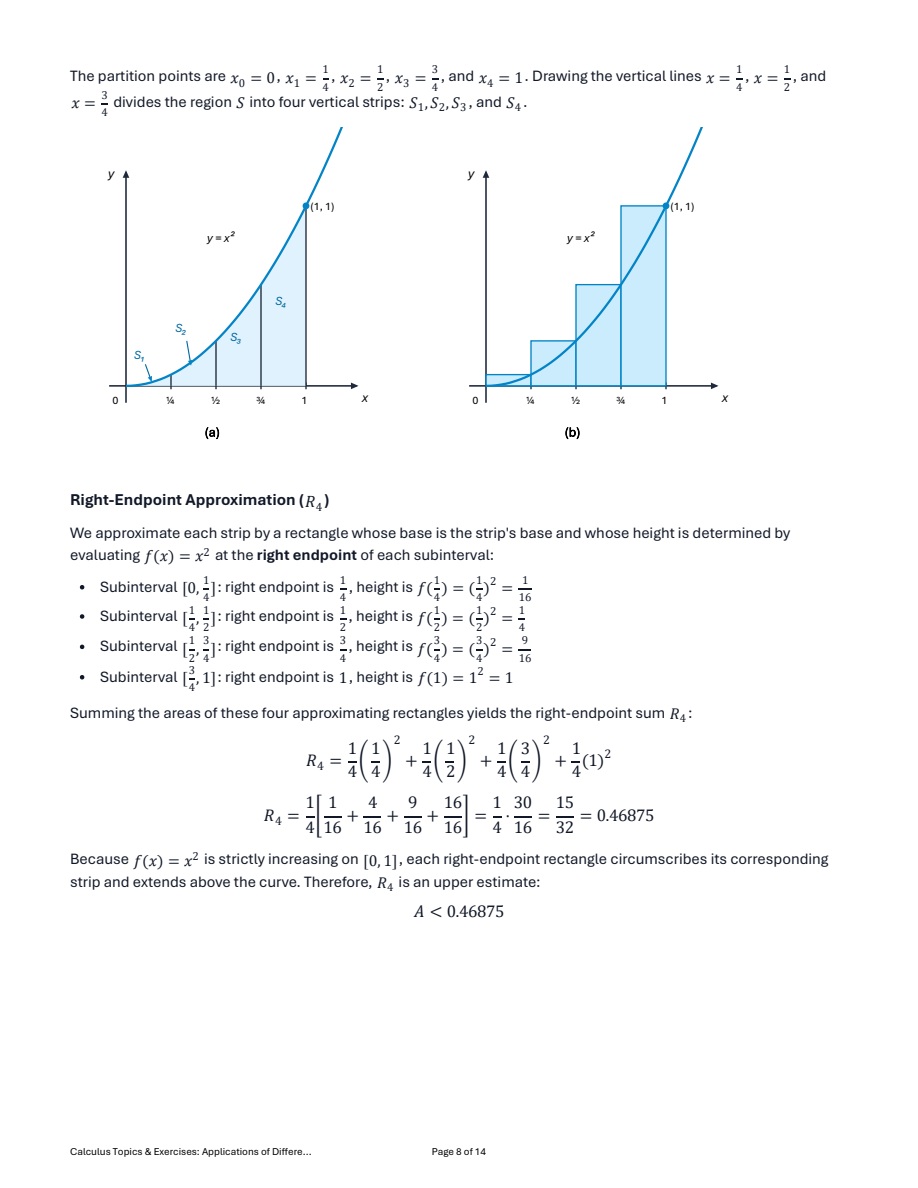 The partition points are x₀ = 0, x₁ = 1/4, x₂ = 1/2, x₃ = 3/4, and x₄ = 1. Drawing the vertical lines x = 1/4, x = 1/2, and
x = 3/4 divides the region S into four vertical strips: S₁, S₂, S₃, and S₄.
y
(1, 1)
y = x²
S₄
S₂
S₃
S₁
0 ¼ ½ ¾ 1 x
(a)
y
(1, 1)
y = x²
0 ¼ ½ ¾ 1 x
(b)
Right-Endpoint Approximation (R₄)
We approximate each strip by a rectangle whose base is the strip's base and whose height is determined by
evaluating f(x) = x² at the right endpoint of each subinterval:
• Subinterval [0, 1/4]: right endpoint is 1/4, height is f(1/4) = (1/4)² = 1/16
• Subinterval [1/4, 1/2]: right endpoint is 1/2, height is f(1/2) = (1/2)² = 1/4
• Subinterval [1/2, 3/4]: right endpoint is 3/4, height is f(3/4) = (3/4)² = 9/16
• Subinterval [3/4, 1]: right endpoint is 1, height is f(1) = 1² = 1
Summing the areas of these four approximating rectangles yields the right-endpoint sum R₄:
R₄ = 1/4(1/4)² + 1/4(1/2)² + 1/4(3/4)² + 1/4(1)²
R₄ = 1/4[1/16 + 4/16 + 9/16 + 16/16] = 1/4 · 30/16 = 15/32 = 0.46875
Because f(x) = x² is strictly increasing on [0, 1], each right-endpoint rectangle circumscribes its corresponding
strip and extends above the curve. Therefore, R₄ is an upper estimate:
A < 0.46875
Calculus Topics & Exercises: Applications of Differe... Page 8 of 14